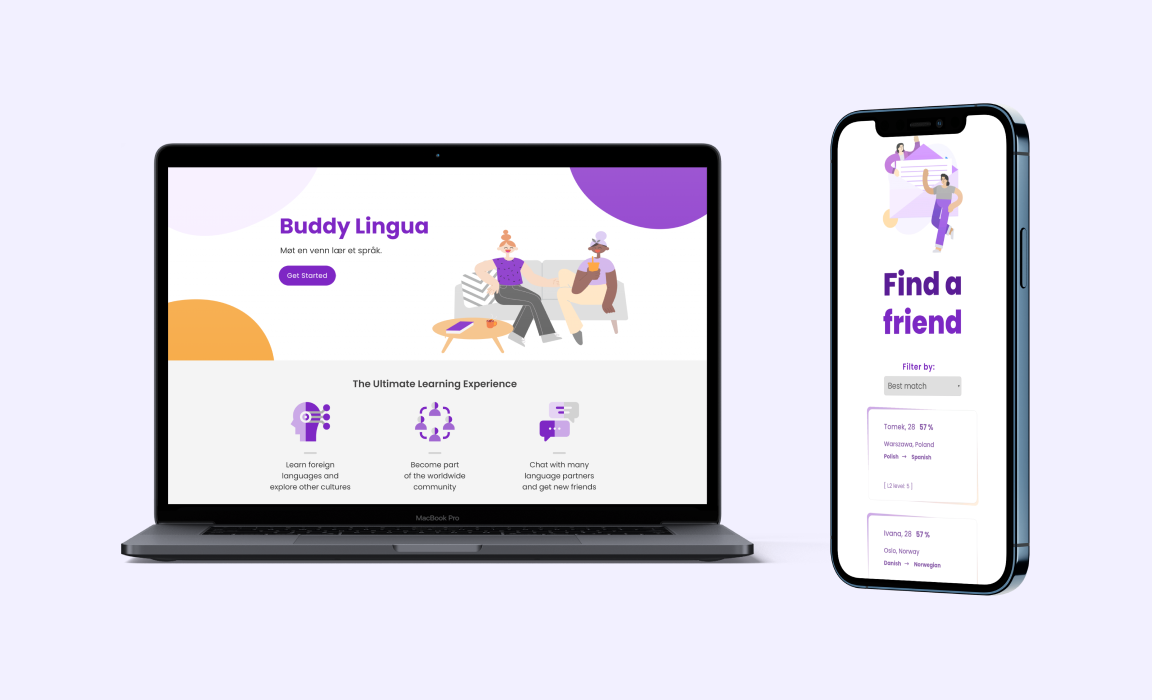 Buddy Lingua
Møt en venn lær et språk.
Get Started
The Ultimate Learning Experience
Learn foreign
languages and
explore other cultures
Become part
of the worldwide
community
Chat with many
language partners
and get new friends
MacBook Pro
Find a
friend
Filter by:
Best match
Tomek, 28 57 %
Warszawa, Poland
Polish → Spanish
[ L2 level: 5 ]
Ivana, 28 57 %
Oslo, Norway
Danish → Norwegian